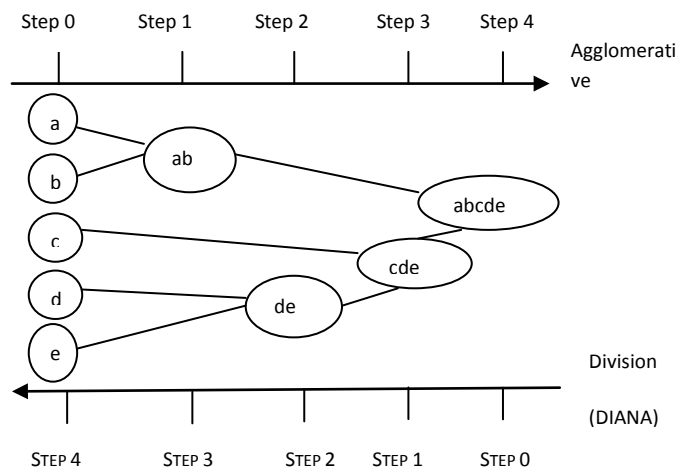 Step 0 Step 1 Step 2 Step 3 Step 4
Agglomerati
ve
a
ab
b
abcde
c
cde
d
de
e
Division
(DIANA)
STEP 4 STEP 3 STEP 2 STEP 1 STEP 0